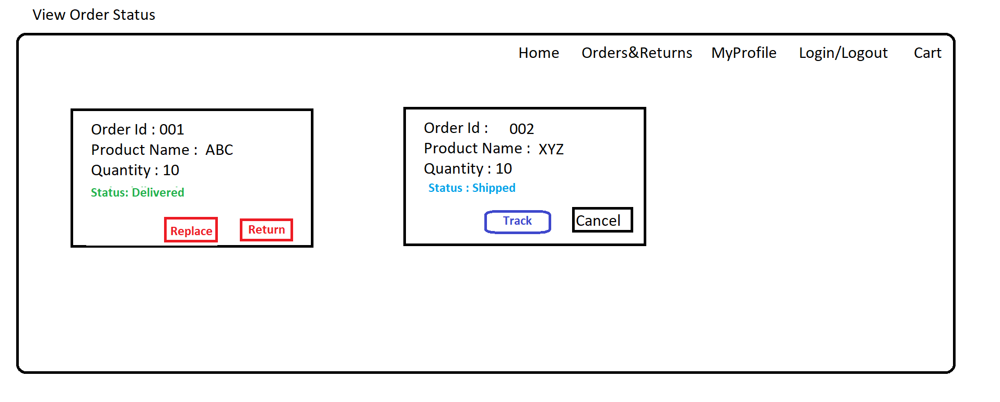 View Order Status
Home Orders&Returns MyProfile Login/Logout Cart
Order Id : 001
Product Name : ABC
Quantity : 10
Status: Delivered
Replace Return
Order Id : 002
Product Name : XYZ
Quantity : 10
Status : Shipped
Track Cancel